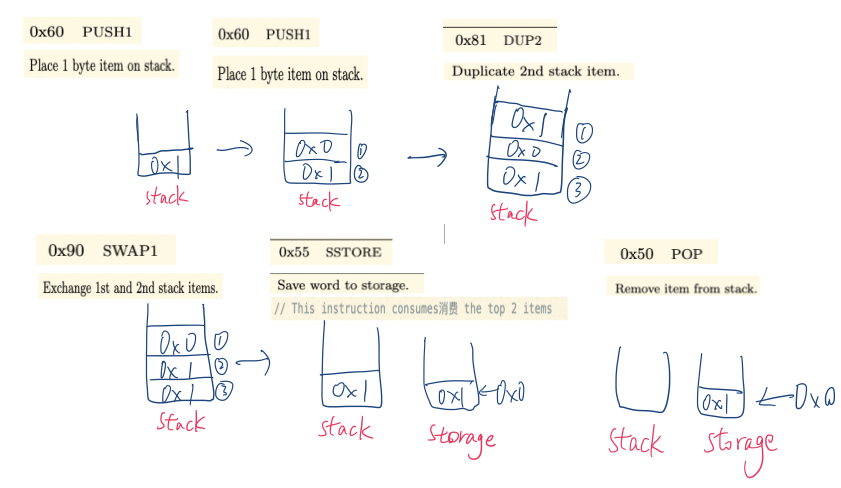 0x60 PUSH1
Place 1 byte item on stack.
0x1
stack
0x60 PUSH1
Place 1 byte item on stack.
0x0 ①
0x1 ②
stack
0x81 DUP2
Duplicate 2nd stack item.
0x1 ①
0x0 ②
0x1 ③
stack
0x90 SWAP1
Exchange 1st and 2nd stack items.
0x0 ①
0x1 ②
0x1 ③
stack
0x55 SSTORE
Save word to storage.
// This instruction consumes消费 the top 2 items
0x1
stack
0x1 0x0
storage
0x50 POP
Remove item from stack.
stack
0x1 0x0
storage